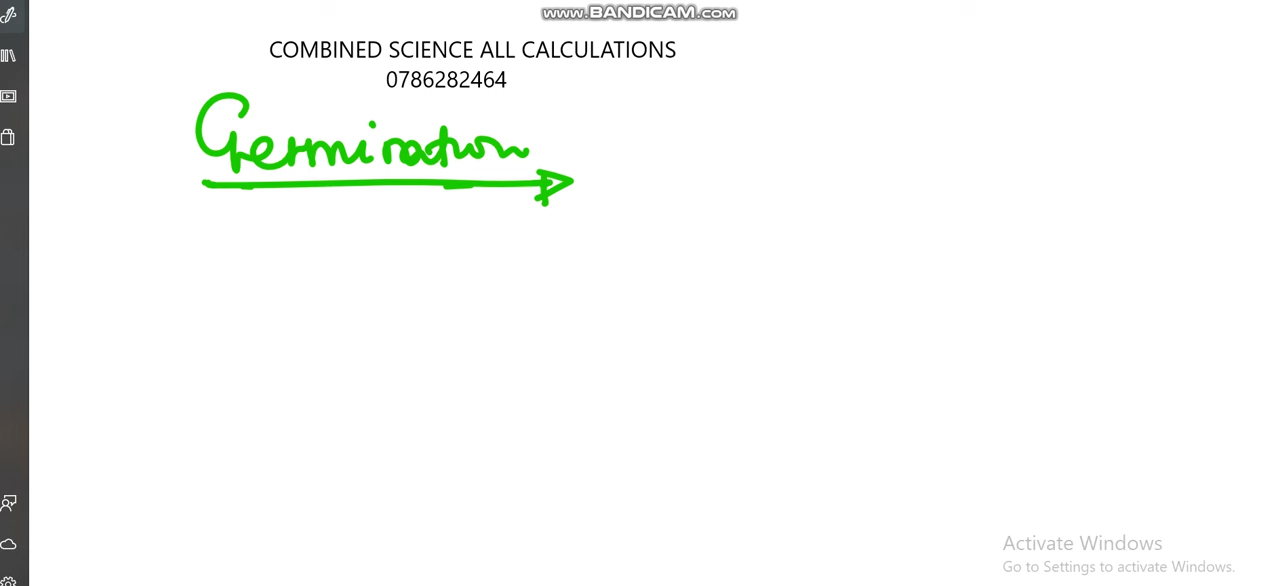 www.BANDICAM.com
COMBINED SCIENCE ALL CALCULATIONS
0786282464
Germination
Activate Windows
Go to Settings to activate Windows.